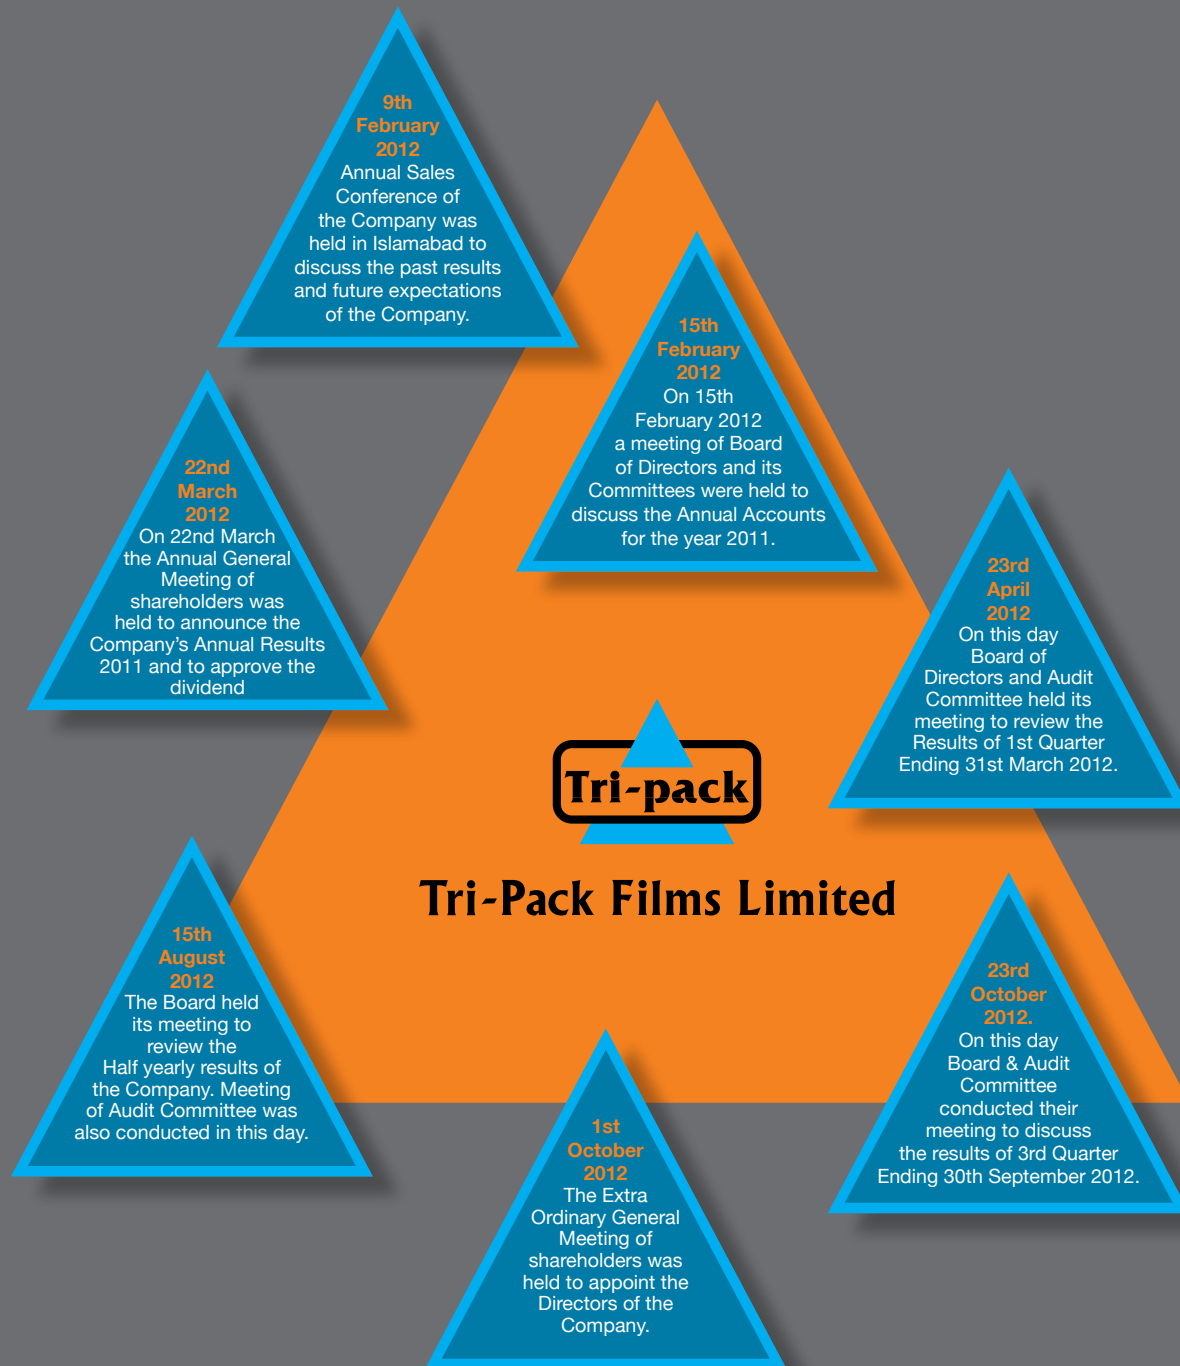 9th
February
2012
Annual Sales
Conference of
the Company was
held in Islamabad to
discuss the past results
and future expectations
of the Company.
15th
February
2012
On 15th
February 2012
a meeting of Board
of Directors and its
Committees were held to
discuss the Annual Accounts
for the year 2011.
22nd
March
2012
On 22nd March
the Annual General
Meeting of
shareholders was
held to announce the
Company’s Annual Results
2011 and to approve the
dividend
23rd
April
2012
On this day
Board of
Directors and Audit
Committee held its
meeting to review the
Results of 1st Quarter
Ending 31st March 2012.
Tri-pack
Tri-Pack Films Limited
15th
August
2012
The Board held
its meeting to
review the
Half yearly results of
the Company. Meeting
of Audit Committee was
also conducted in this day.
23rd
October
2012.
On this day
Board & Audit
Committee
conducted their
meeting to discuss
the results of 3rd Quarter
Ending 30th September 2012.
1st
October
2012
The Extra
Ordinary General
Meeting of
shareholders was
held to appoint the
Directors of the
Company.